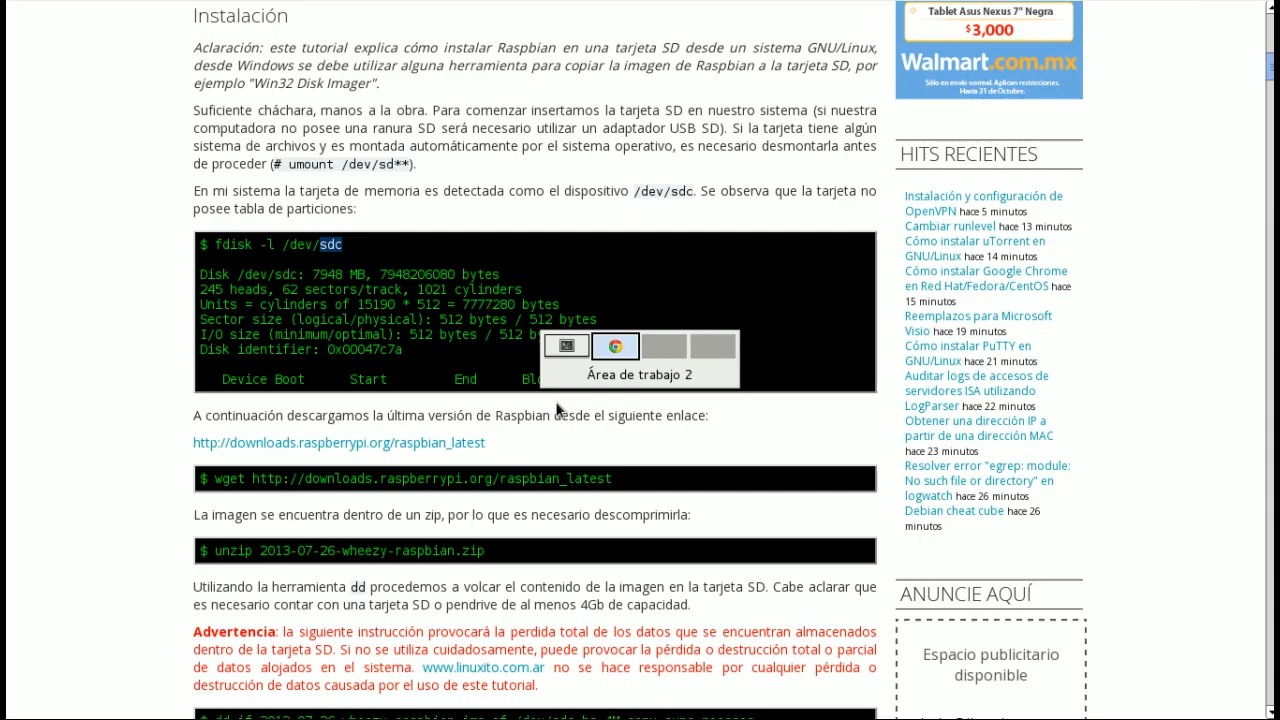 Instalación
Aclaración: este tutorial explica cómo instalar Raspbian en una tarjeta SD desde un sistema GNU/Linux,
desde Windows se debe utilizar alguna herramienta para copiar la imagen de Raspbian a la tarjeta SD, por
ejemplo "Win32 Disk Imager".
Suficiente cháchara, manos a la obra. Para comenzar insertamos la tarjeta SD en nuestro sistema (si nuestra
computadora no posee una ranura SD será necesario utilizar un adaptador USB SD). Si la tarjeta tiene algún
sistema de archivos y es montada automáticamente por el sistema operativo, es necesario desmontarla antes
de proceder (# umount /dev/sd**).
En mi sistema la tarjeta de memoria es detectada como el dispositivo /dev/sdc. Se observa que la tarjeta no
posee tabla de particiones:
$ fdisk -l /dev/sdc
Disk /dev/sdc: 7948 MB, 7948206080 bytes
245 heads, 62 sectors/track, 1021 cylinders
Units = cylinders of 15190 * 512 = 7777280 bytes
Sector size (logical/physical): 512 bytes / 512 bytes
I/O size (minimum/optimal): 512 bytes / 512 b
Disk identifier: 0x00047c7a
Device Boot Start End
Área de trabajo 2
A continuación descargamos la última versión de Raspbian desde el siguiente enlace:
http://downloads.raspberrypi.org/raspbian_latest
$ wget http://downloads.raspberrypi.org/raspbian_latest
La imagen se encuentra dentro de un zip, por lo que es necesario descomprimirla:
$ unzip 2013-07-26-wheezy-raspbian.zip
Utilizando la herramienta dd procedemos a volcar el contenido de la imagen en la tarjeta SD. Cabe aclarar que
es necesario contar con una tarjeta SD o pendrive de al menos 4Gb de capacidad.
Advertencia: la siguiente instrucción provocará la perdida total de los datos que se encuentran almacenados
dentro de la tarjeta SD. Si no se utiliza cuidadosamente, puede provocar la pérdida o destrucción total o parcial
de datos alojados en el sistema. www.linuxito.com.ar no se hace responsable por cualquier pérdida o
destrucción de datos causada por el uso de este tutorial.
Tablet Asus Nexus 7" Negra
$3,000
Walmart.com.mx
Sólo en envío normal. Aplican restricciones.
Hasta 31 de Octubre.
HITS RECIENTES
Instalación y configuración de
OpenVPN hace 5 minutos
Cambiar runlevel hace 13 minutos
Cómo instalar uTorrent en
GNU/Linux hace 14 minutos
Cómo instalar Google Chrome
en Red Hat/Fedora/CentOS hace
15 minutos
Reemplazos para Microsoft
Visio hace 19 minutos
Cómo instalar PuTTY en
GNU/Linux hace 21 minutos
Auditar logs de accesos de
servidores ISA utilizando
LogParser hace 22 minutos
Obtener una dirección IP a
partir de una dirección MAC
hace 23 minutos
Resolver error "egrep: module:
No such file or directory" en
logwatch hace 26 minutos
Debian cheat cube hace 26
minutos
ANUNCIE AQUÍ
Espacio publicitario
disponible